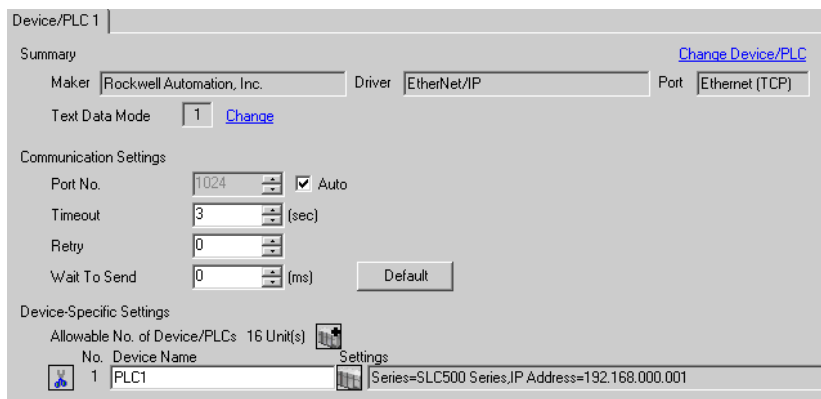 Device/PLC 1
Summary Change Device/PLC
Maker Rockwell Automation, Inc. Driver EtherNet/IP Port Ethernet (TCP)
Text Data Mode 1 Change
Communication Settings
Port No. 1024 Auto
Timeout 3 (sec)
Retry 0
Wait To Send 0 (ms) Default
Device-Specific Settings
Allowable No. of Device/PLCs 16 Unit(s)
No. Device Name Settings
1 PLC1 Series=SLC500 Series,IP Address=192.168.000.001